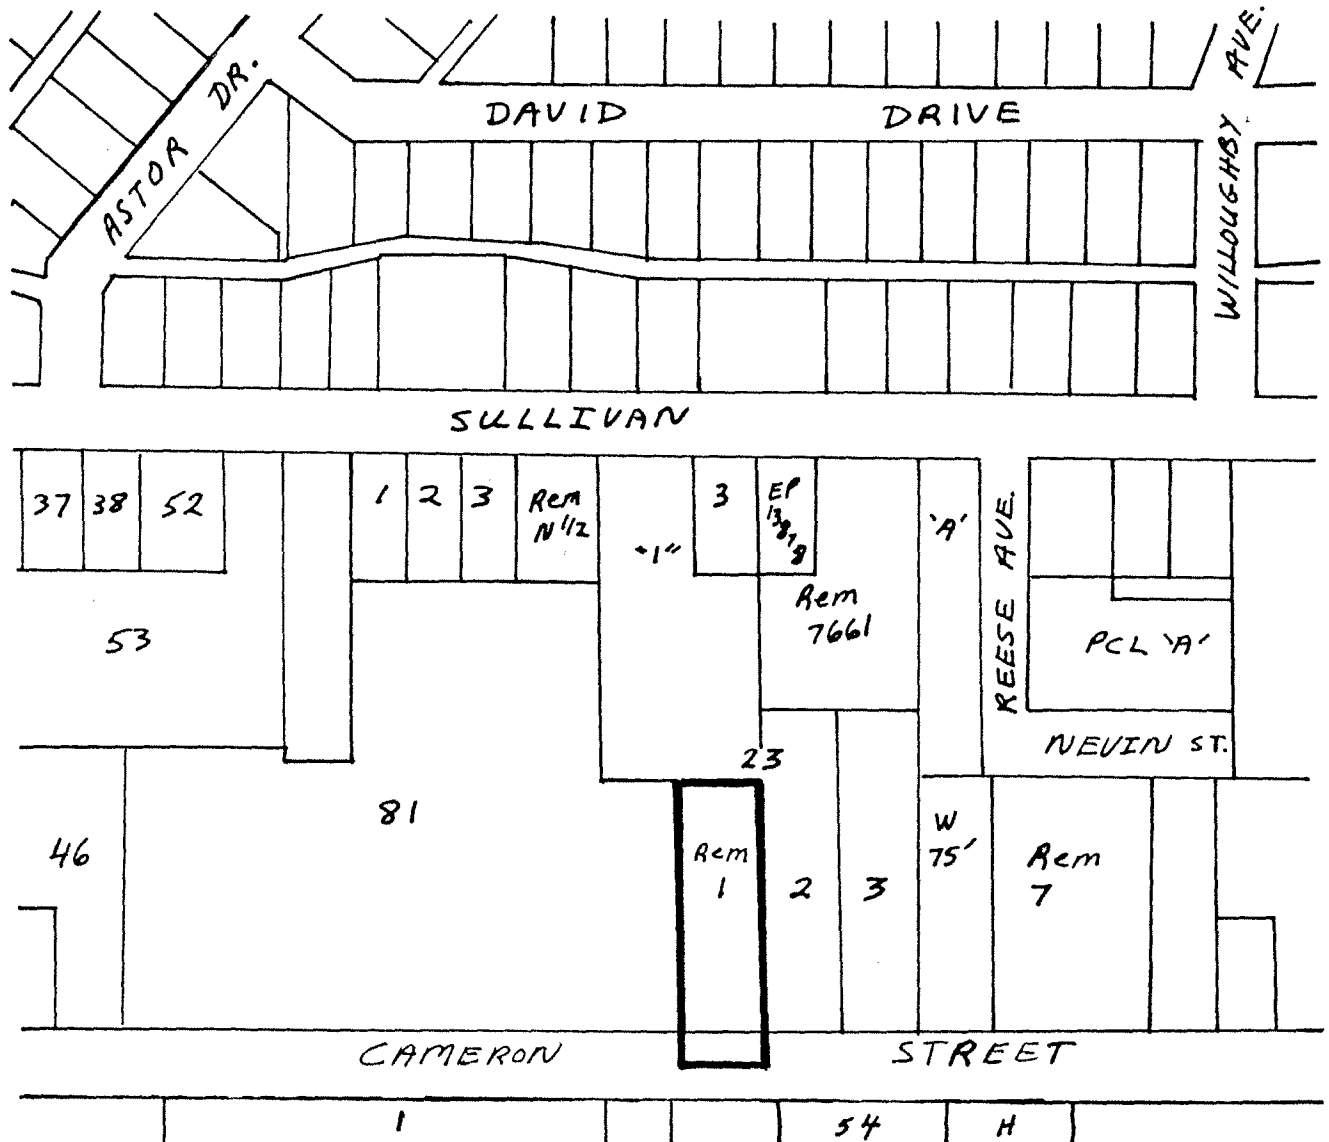 AVE.
DR.
DAVID DRIVE
ASTOR
WILLOUGHBY
SULLIVAN
37 38 52 1 2 3 Rem
N 1/2
"1" 3 EP
13878
'A'
REESE AVE.
Rem
7661
53
PCL 'A'
NEVIN ST.
23
81
46
Rem
1
2 3
W
75'
Rem
7
CAMERON STREET
1 54 H